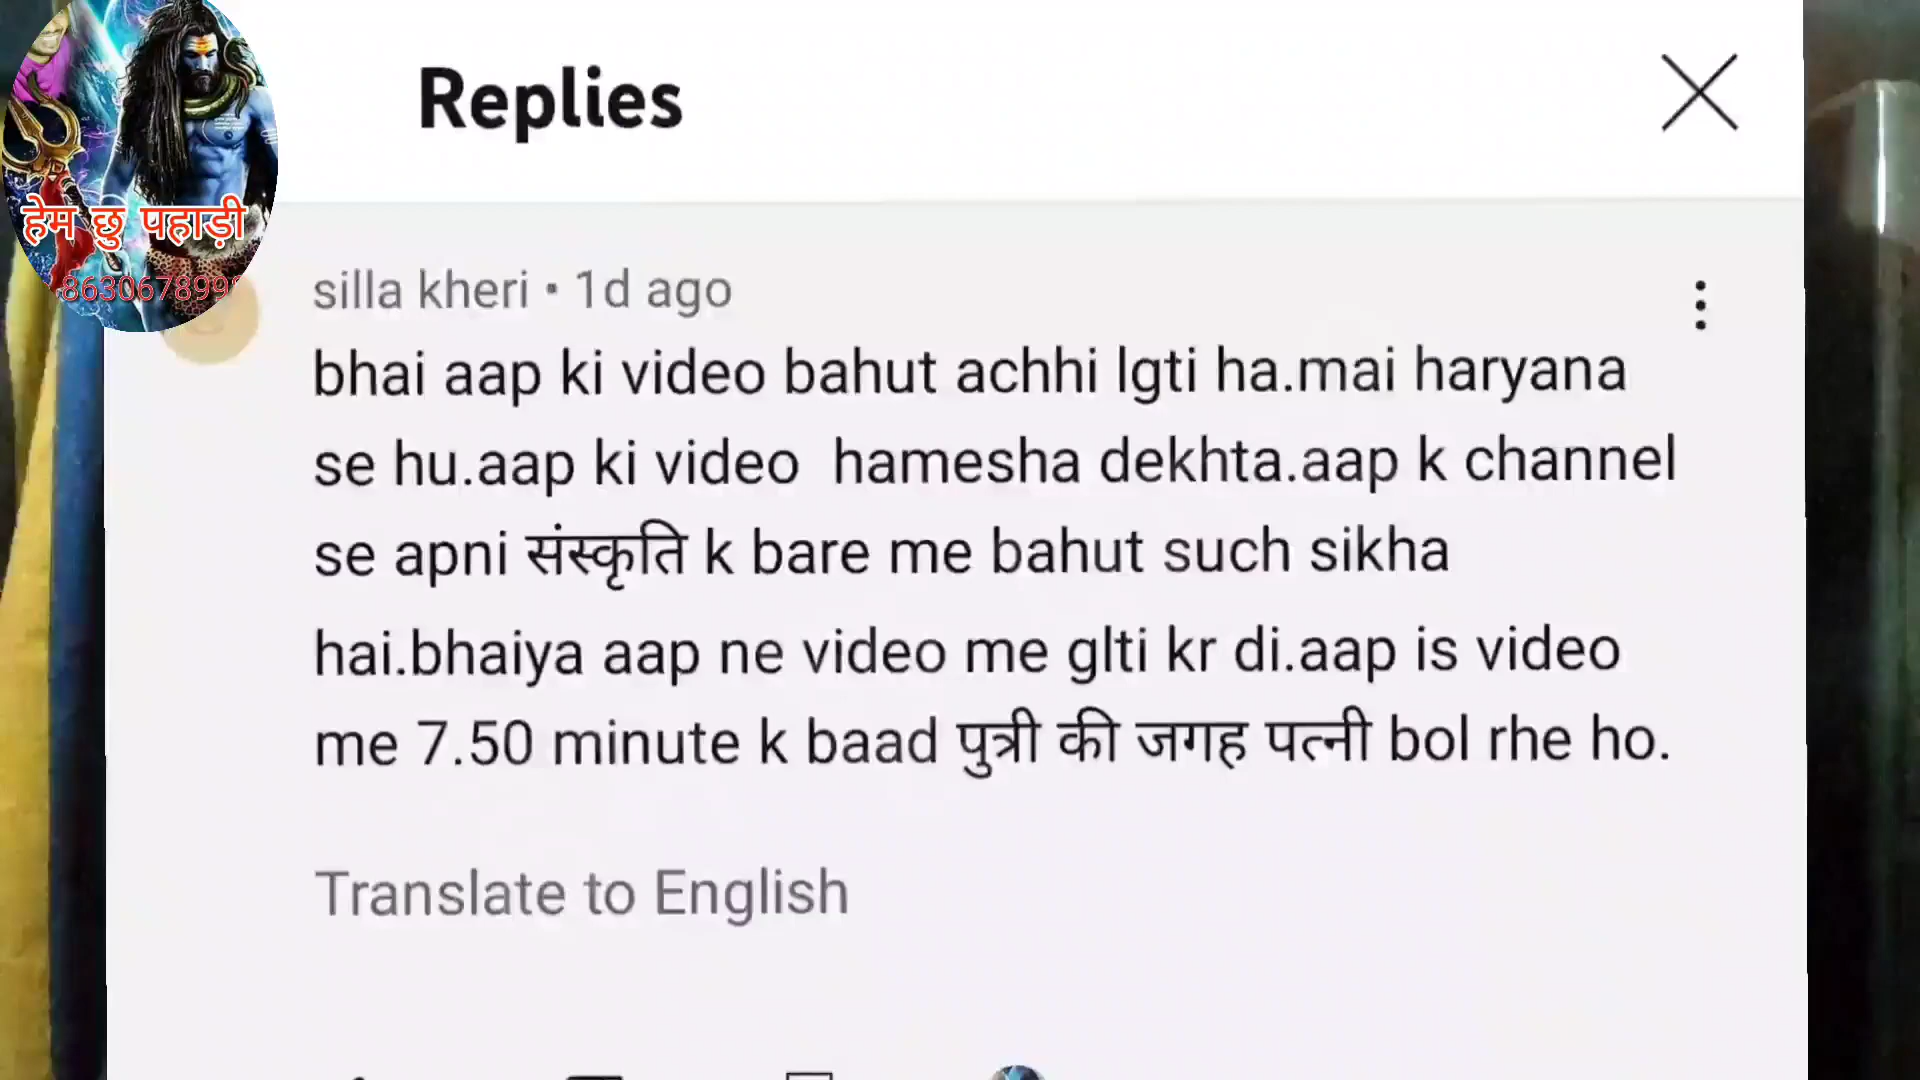 हेम छु पहाड़ी
863067899
Replies
silla kheri • 1d ago
bhai aap ki video bahut achhi lgti ha.mai haryana
se hu.aap ki video hamesha dekhta.aap k channel
se apni संस्कृति k bare me bahut such sikha
hai.bhaiya aap ne video me glti kr di.aap is video
me 7.50 minute k baad पुत्री की जगह पत्नी bol rhe ho.
Translate to English